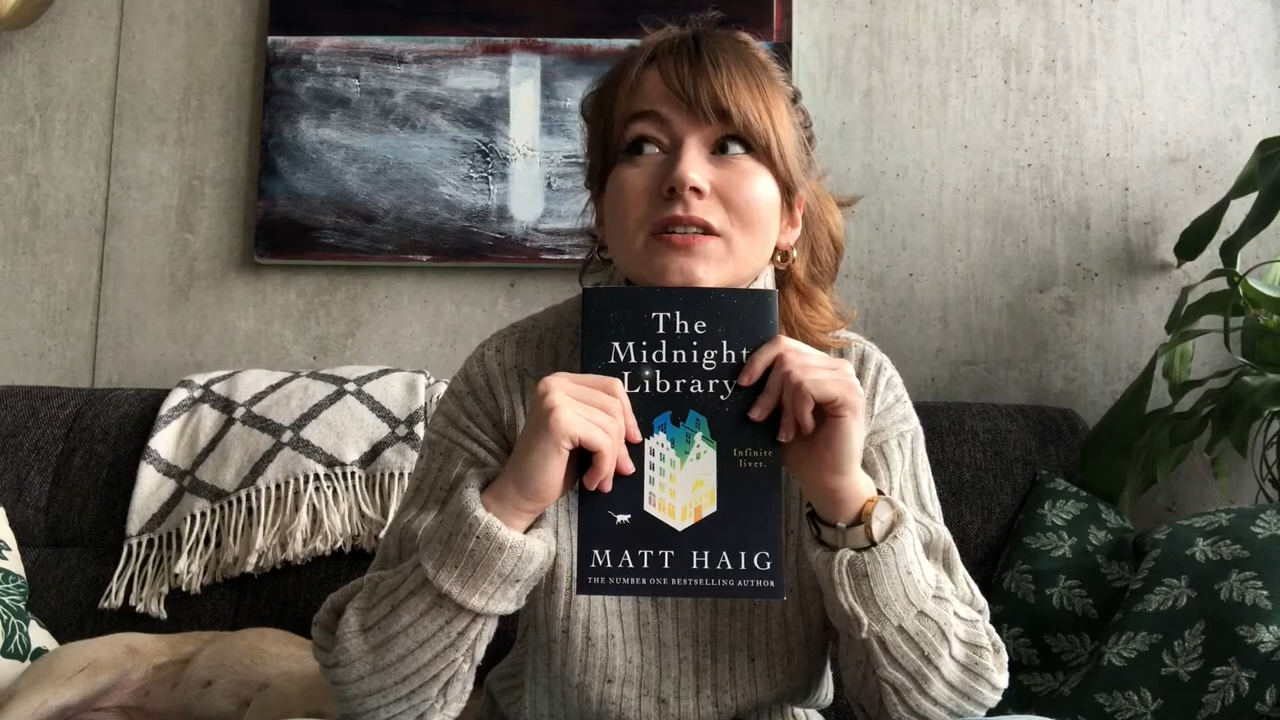 The
Midnight
Library
Infinite
lives.
MATT HAIG
THE NUMBER ONE BESTSELLING AUTHOR